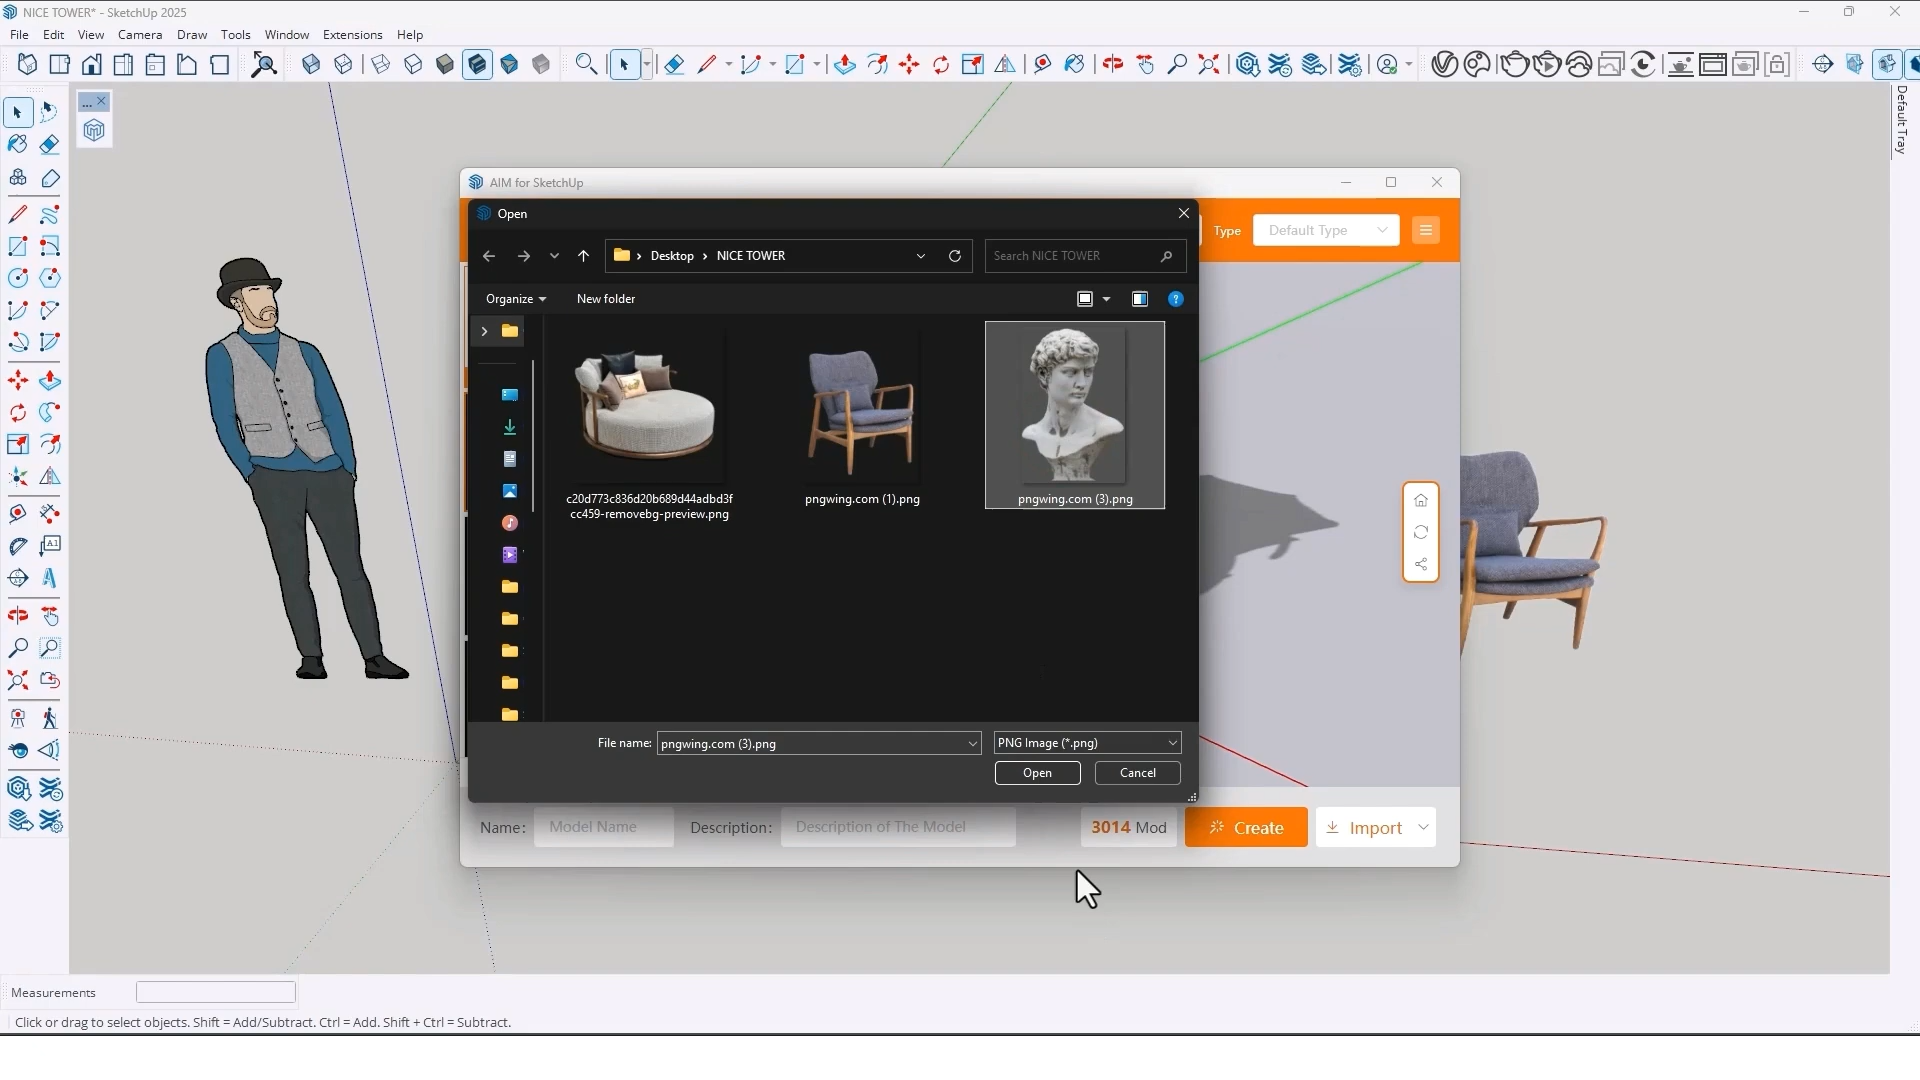 NICE TOWER* - SketchUp 2025
File Edit View Camera Draw Tools Window Extensions Help
...
Default Tray
AIM for SketchUp
Open
Type Default Type
Desktop NICE TOWER
Search NICE TOWER
Organize New folder
c20d773c836d20b689d44adbd3f
cc459-removebg-preview.png
pngwing.com (1).png
pngwing.com (3).png
A1
A
File name: pngwing.com (3).png PNG Image (*.png)
Open Cancel
Name: Model Name Description: Description of The Model 3014 Mod Create Import
Measurements
Click or drag to select objects. Shift = Add/Subtract. Ctrl = Add. Shift + Ctrl = Subtract.